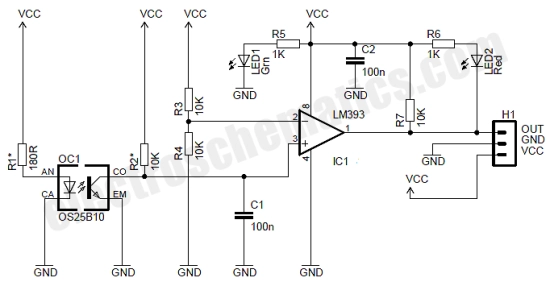 VCC
VCC
VCC
VCC
R5
1K
LED1
Grn
GND
C2
100n
GND
R6
1K
LED2
Red
R3
10K
R4
10K
R1*
180R
R2*
10K
OC1
AN
CO
CA
EM
OS25B10
8
2
3
4
1
LM393
IC1
R7
10K
H1
OUT
GND
VCC
GND
VCC
C1
100n
GND
GND
GND
GND
GND
electroschematics.com